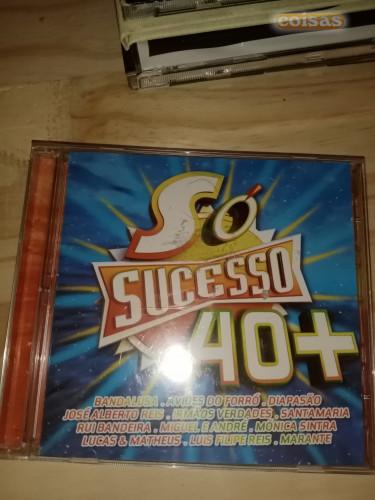 coisas
Só
SUCESSO
40+
BANDALUSA . AVIÕES DO FORRÓ . DIAPASÃO
JOSÉ ALBERTO REIS . IRMÃOS VERDADES . SANTAMARIA
RUI BANDEIRA . MIGUEL E ANDRÉ . MÓNICA SINTRA
LUCAS & MATHEUS . LUIS FILIPE REIS . MARANTE